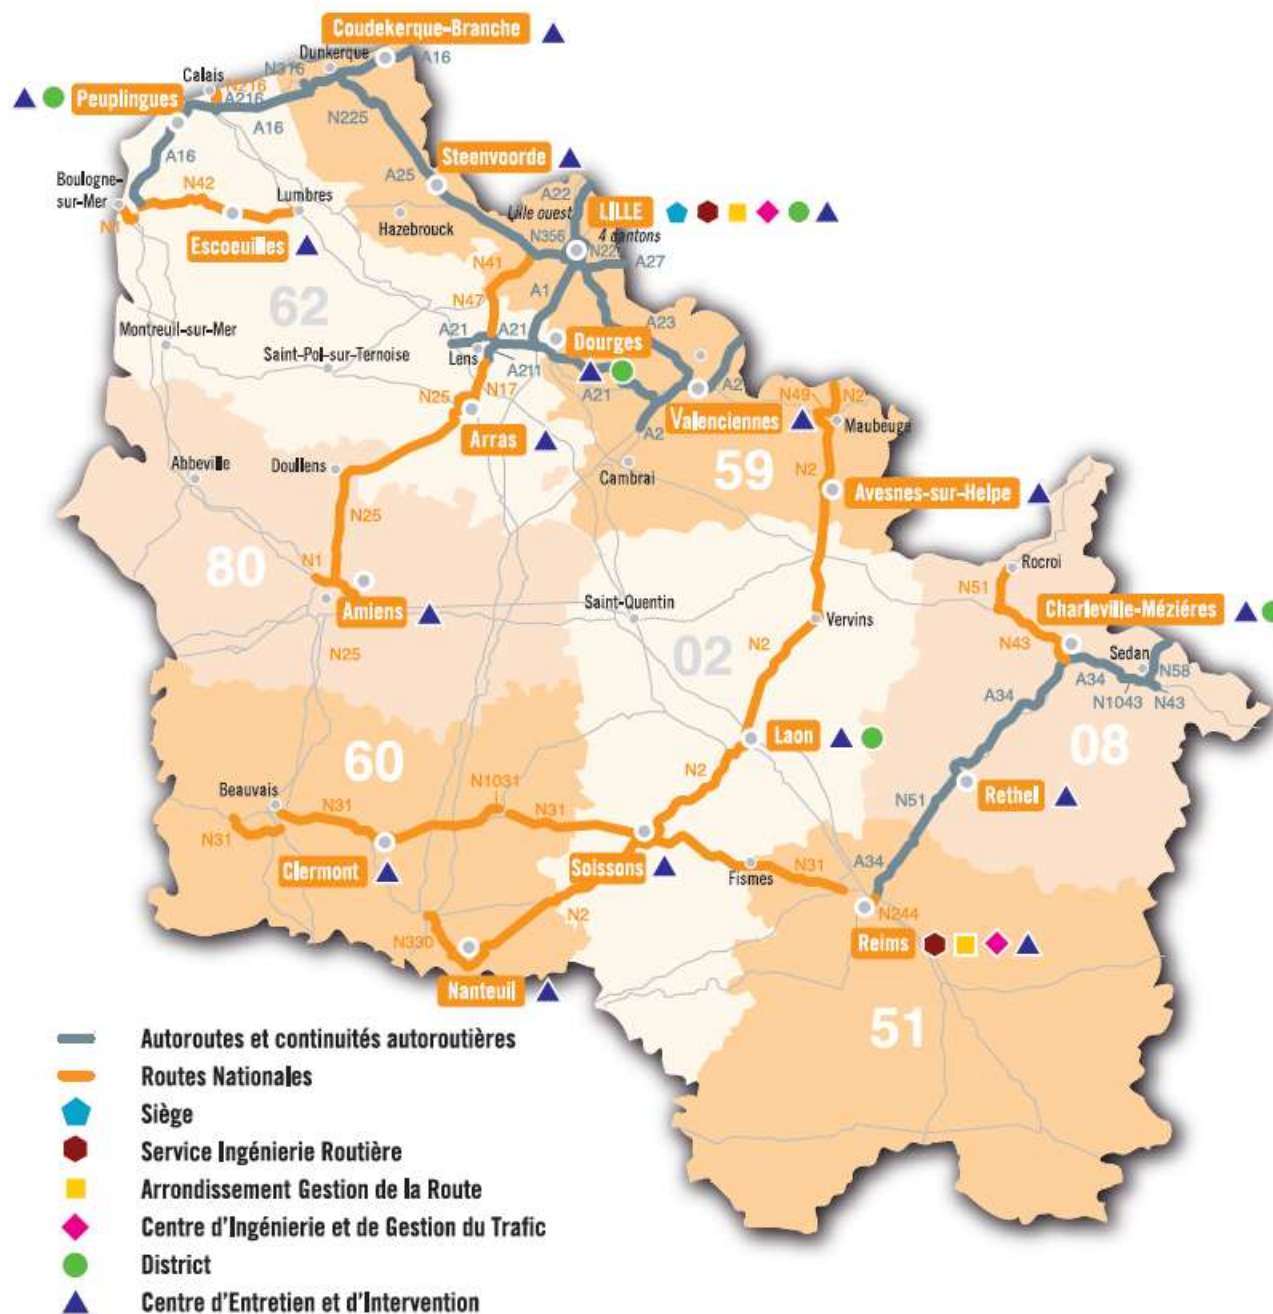 Coudekerque-Branche
Dunkerque
A16
N316
Calais
N216
A216
Peuplingues
A16
N225
A16
Steenvoorde
A25
Boulogne-
sur-Mer
N42
Lumbres
A22
Lille ouest
LILLE
Hazebrouck
4 cantons
N356
N227
A27
N1
Escoeuilles
N41
A1
62
N47
A23
Montreuil-sur-Mer
A21
A21
Dourges
Saint-Pol-sur-Ternoise
Lens
A211
A21
A2
N25
N17
N49
N2
Valenciennes
Maubeuge
Arras
A2
Abbeville
Doullens
Cambrai
59
N2
Avesnes-sur-Helpe
N25
80
N1
Rocroi
N51
Saint-Quentin
Charleville-Mézières
Amiens
Vervins
N43
N25
02
N2
Sedan
N58
A34
A34
N1043
N43
Laon
08
60
N2
Beauvais
N31
N1031
N31
N51
Rethel
N31
Clermont
Soissons
Fismes
N31
A34
N2
N244
N330
Reims
Nanteuil
51
Autoroutes et continuités autoroutières
Routes Nationales
Siège
Service Ingénierie Routière
Arrondissement Gestion de la Route
Centre d'Ingénierie et de Gestion du Trafic
District
Centre d'Entretien et d'Intervention